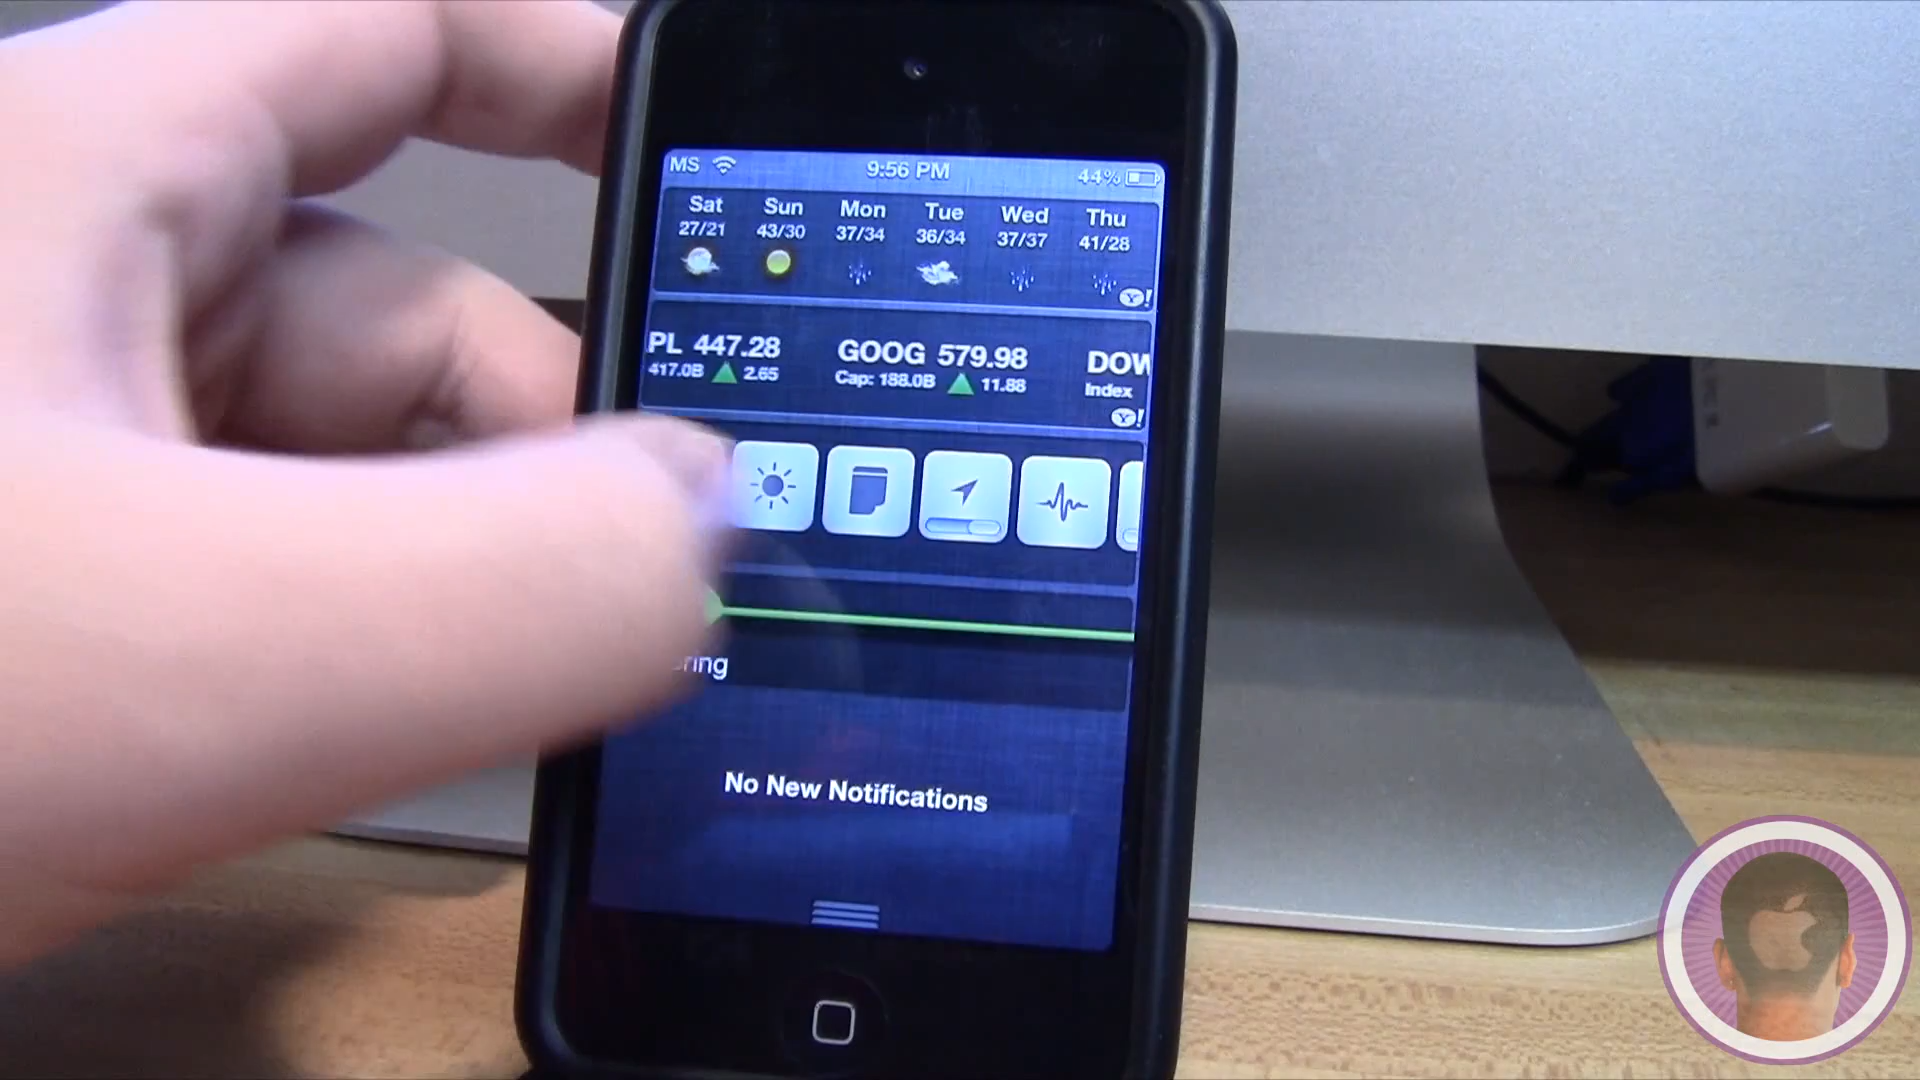 MS 9:56 PM 44%
Sat Sun Mon Tue Wed Thu
27/21 43/30 37/34 36/34 37/37 41/28
Y!
PL 447.28 GOOG 579.98 DOW
417.0B 2.65 Cap: 188.0B 11.88 Index
Y!
ring
No New Notifications